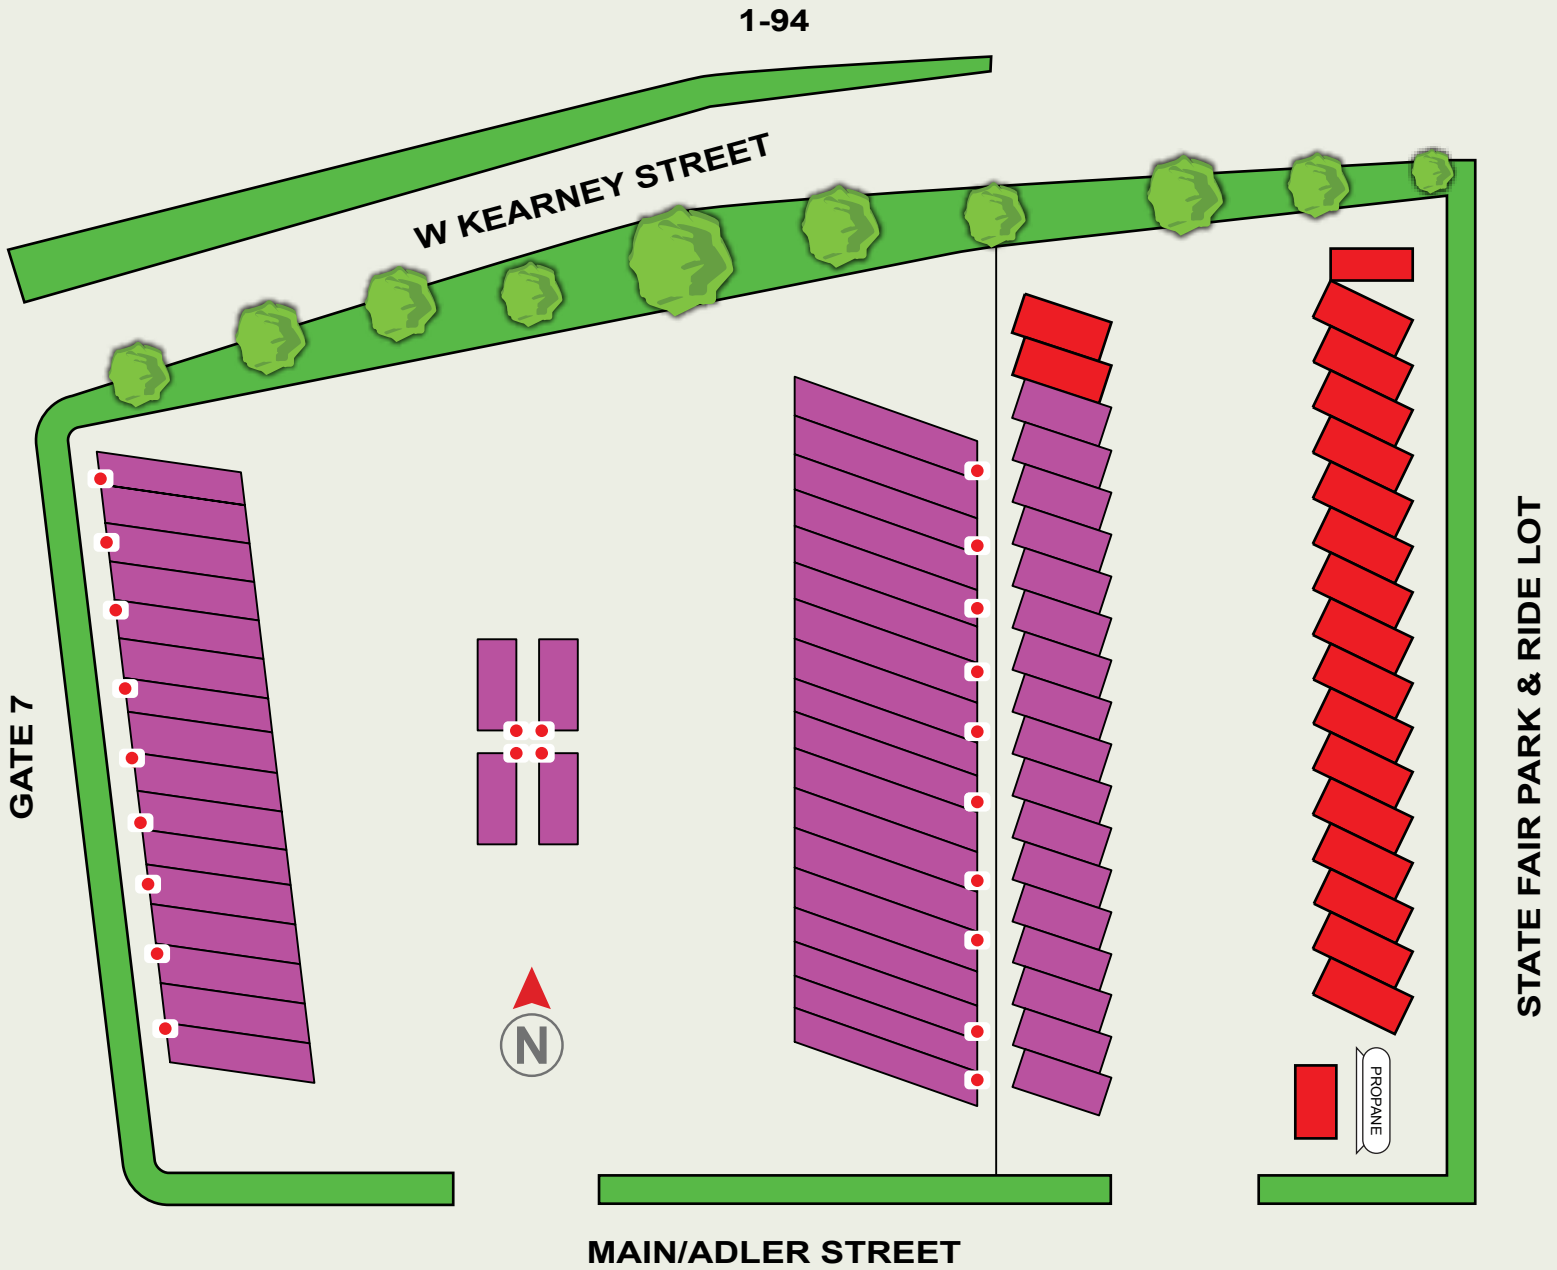 1-94
W KEARNEY STREET
GATE 7
STATE FAIR PARK & RIDE LOT
N
PROPANE
MAIN/ADLER STREET